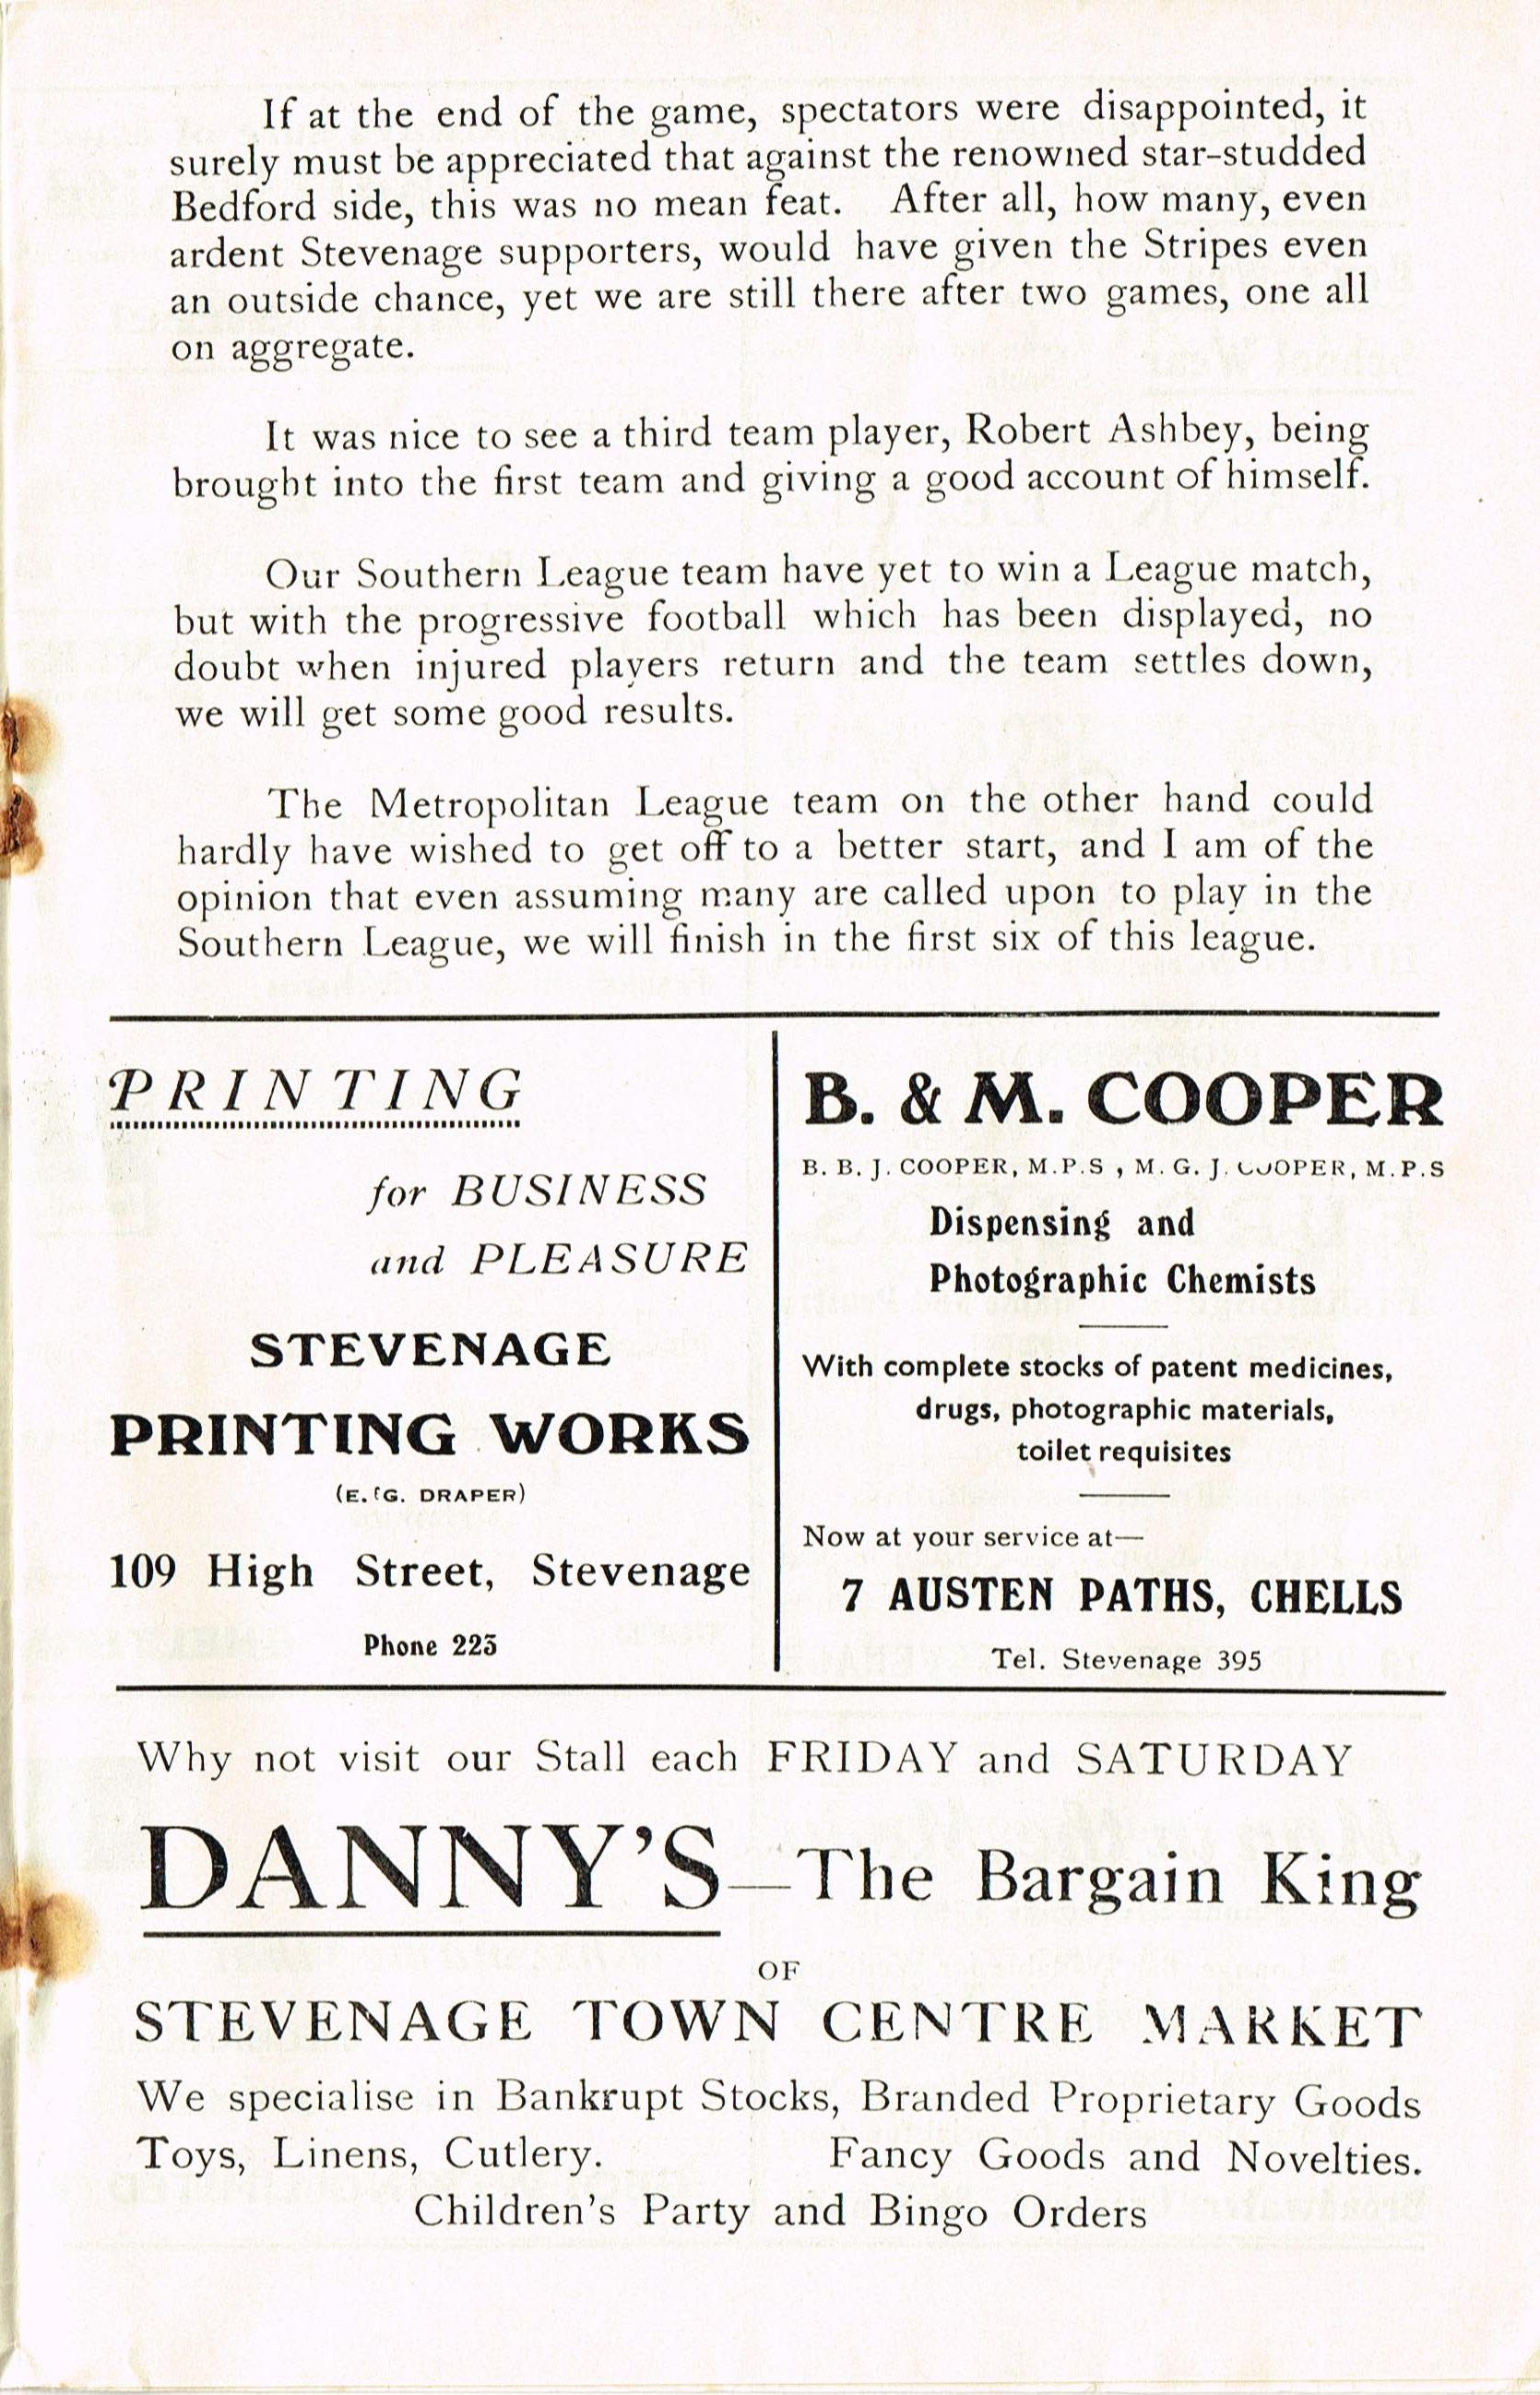 If at the end of the game, spectators were disappointed, it
surely must be appreciated that against the renowned star-studded
Bedford side, this was no mean feat. After all, how many, even
ardent Stevenage supporters, would have given the Stripes even
an outside chance, yet we are still there after two games, one all
on aggregate.
It was nice to see a third team player, Robert Ashbey, being
brought into the first team and giving a good account of himself.
Our Southern League team have yet to win a League match,
but with the progressive football which has been displayed, no
doubt when injured players return and the team settles down,
we will get some good results.
The Metropolitan League team on the other hand could
hardly have wished to get off to a better start, and I am of the
opinion that even assuming many are called upon to play in the
Southern League, we will finish in the first six of this league.
PRINTING
for BUSINESS
and PLEASURE
STEVENAGE
PRINTING WORKS
(E. G. DRAPER)
109 High Street, Stevenage
Phone 223
B. & M. COOPER
B. B. J. COOPER, M.P.S , M. G. J. COOPER, M.P.S
Dispensing and
Photographic Chemists
With complete stocks of patent medicines,
drugs, photographic materials,
toilet requisites
Now at your service at—
7 AUSTEN PATHS, CHELLS
Tel. Stevenage 395
Why not visit our Stall each FRIDAY and SATURDAY
DANNY'S—The Bargain King
OF
STEVENAGE TOWN CENTRE MARKET
We specialise in Bankrupt Stocks, Branded Proprietary Goods
Toys, Linens, Cutlery. Fancy Goods and Novelties.
Children's Party and Bingo Orders